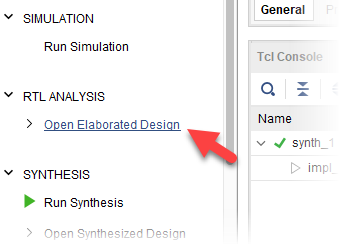 SIMULATION
Run Simulation
RTL ANALYSIS
Open Elaborated Design
SYNTHESIS
Run Synthesis
Open Synthesized Design
General
Tcl Console
Name
synth_1
impl_